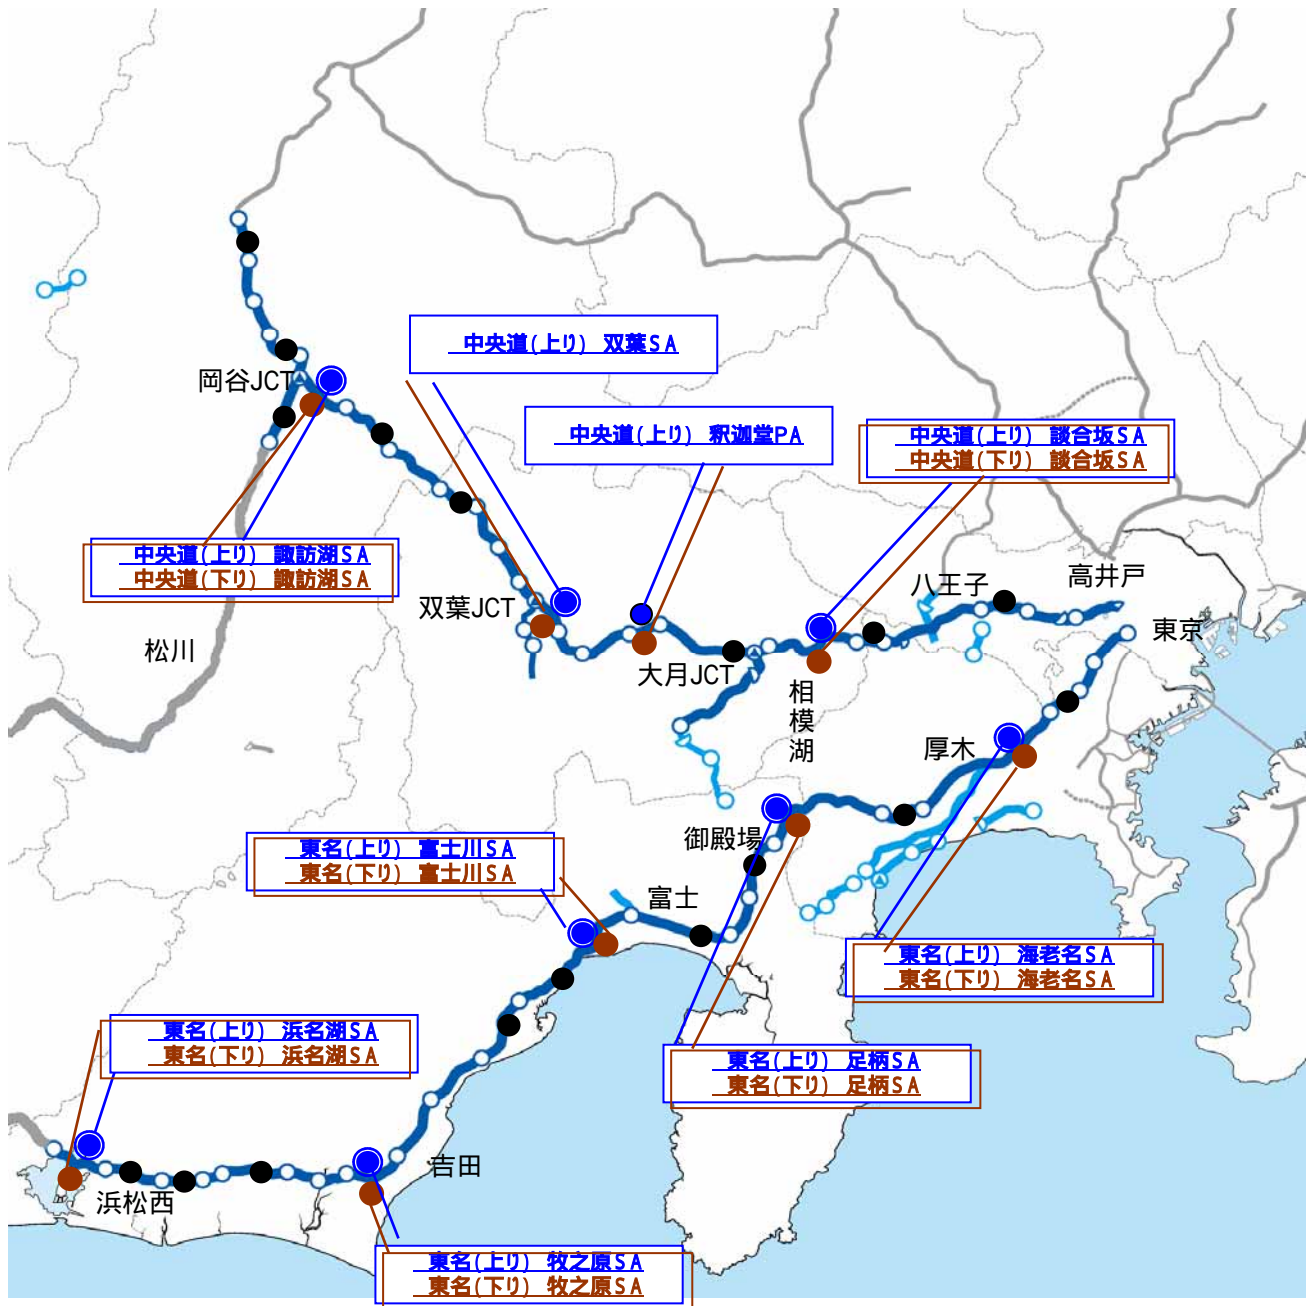 中央道(上り) 双葉SA
岡谷JCT
中央道(上り) 釈迦堂PA
中央道(上り) 談合坂SA
中央道(下り) 談合坂SA
中央道(上り) 諏訪湖SA
中央道(下り) 諏訪湖SA
高井戸
八王子
双葉JCT
東京
松川
大月JCT
相模湖
厚木
御殿場
東名(上り) 富士川SA
東名(下り) 富士川SA
富士
東名(上り) 海老名SA
東名(下り) 海老名SA
東名(上り) 浜名湖SA
東名(下り) 浜名湖SA
東名(上り) 足柄SA
東名(下り) 足柄SA
吉田
浜松西
東名(上り) 牧之原SA
東名(下り) 牧之原SA